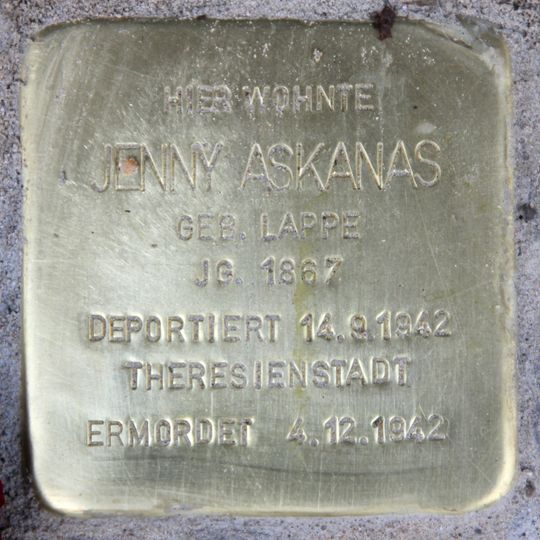 HIER WOHNTE
JENNY ASKANAS
GEB. LAPPE
JG. 1867
DEPORTIERT 14.9.1942
THERESIENSTADT
ERMORDET 4.12.1942